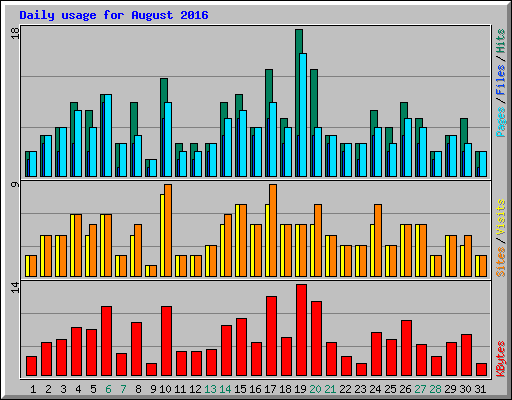 Daily usage for August 2016
18
Pages / Files / Hits
9
Sites / Visits
14
KBytes
1 2 3 4 5 6 7 8 9 10 11 12 13 14 15 16 17 18 19 20 21 22 23 24 25 26 27 28 29 30 31